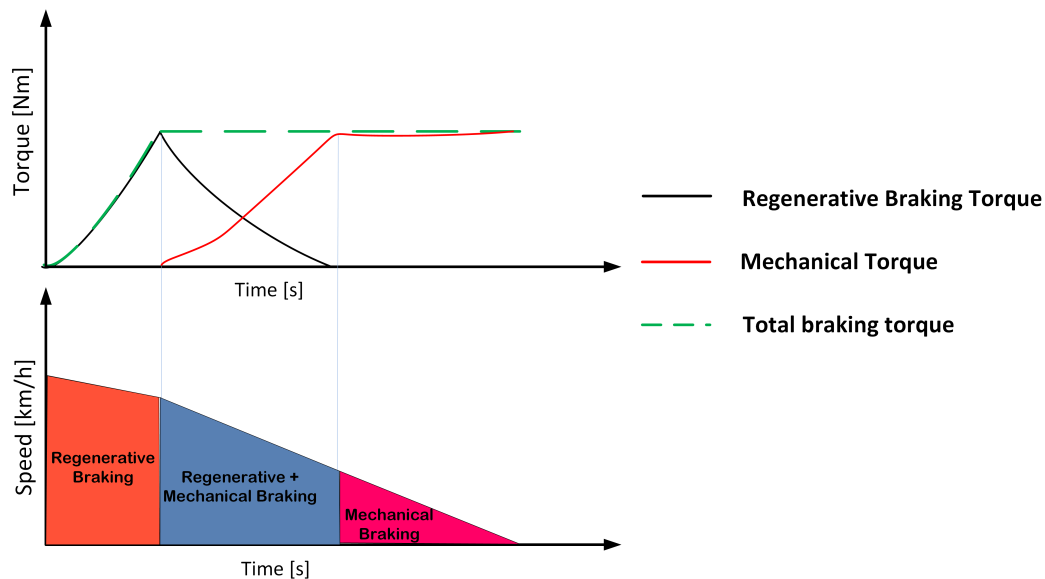 Torque [Nm]
Time [s]
Regenerative Braking Torque
Mechanical Torque
Total braking torque
Speed [km/h]
Regenerative
Braking
Regenerative +
Mechanical Braking
Mechanical
Braking
Time [s]